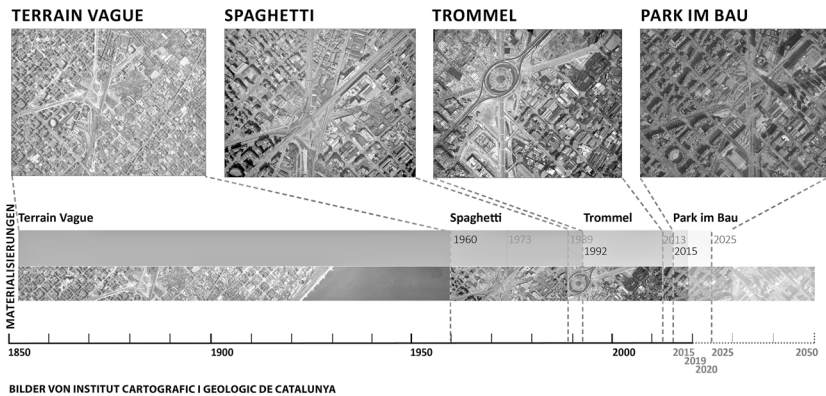 TERRAIN VAGUE SPAGHETTI TROMMEL PARK IM BAU
MATERIALISIERUNGEN
Terrain Vague Spaghetti Trommel Park im Bau
1960 1973 1989 2013 2025
1992 2015
1850 1900 1950 2000 2015 2025 2050
2019
2020
BILDER VON INSTITUT CARTOGRAFIC I GEOLOGIC DE CATALUNYA